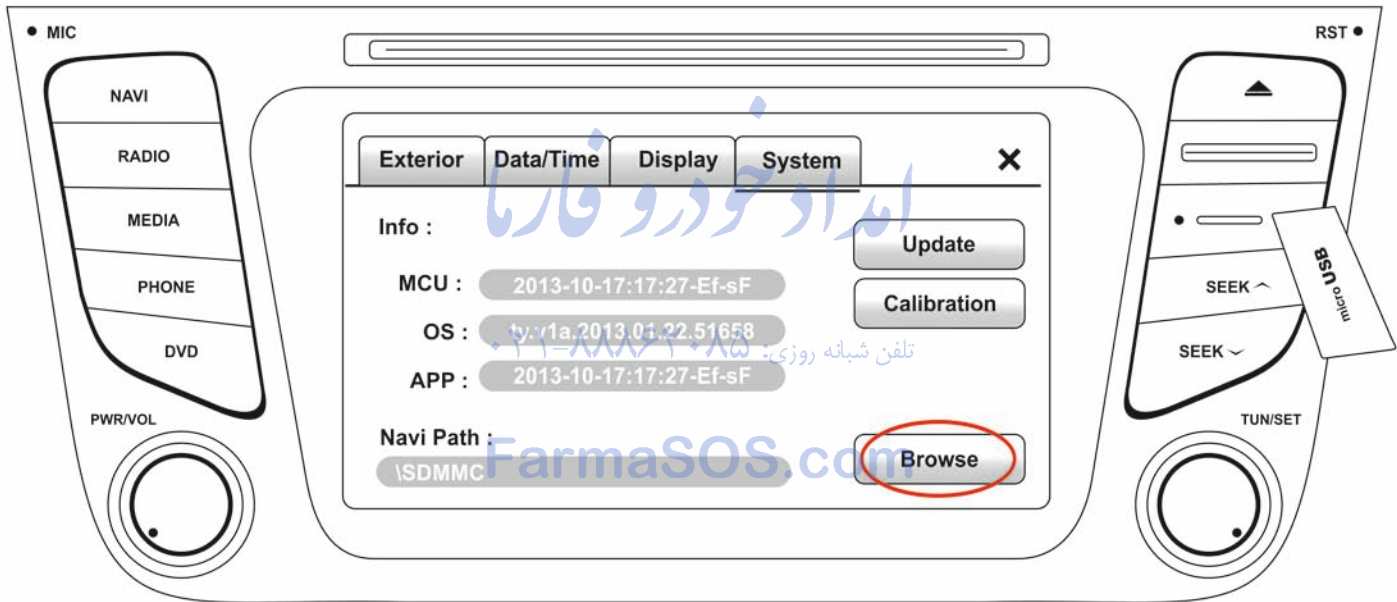 MIC
RST
NAVI
RADIO
MEDIA
PHONE
DVD
PWR/VOL
Exterior Data/Time Display System
امداد خودرو فارما
Info :
Update
MCU : 2013-10-17:17:27-Ef-sF
Calibration
OS : ty.v1a.2013.01.22.51658
تلفن شبانه روزی: ۸۸۸۶۴۰۸۵-۰۲۱
APP : 2013-10-17:17:27-Ef-sF
Navi Path :
FarmaSOS.com
\SDMMC
Browse
micro USB
SEEK
SEEK
TUN/SET